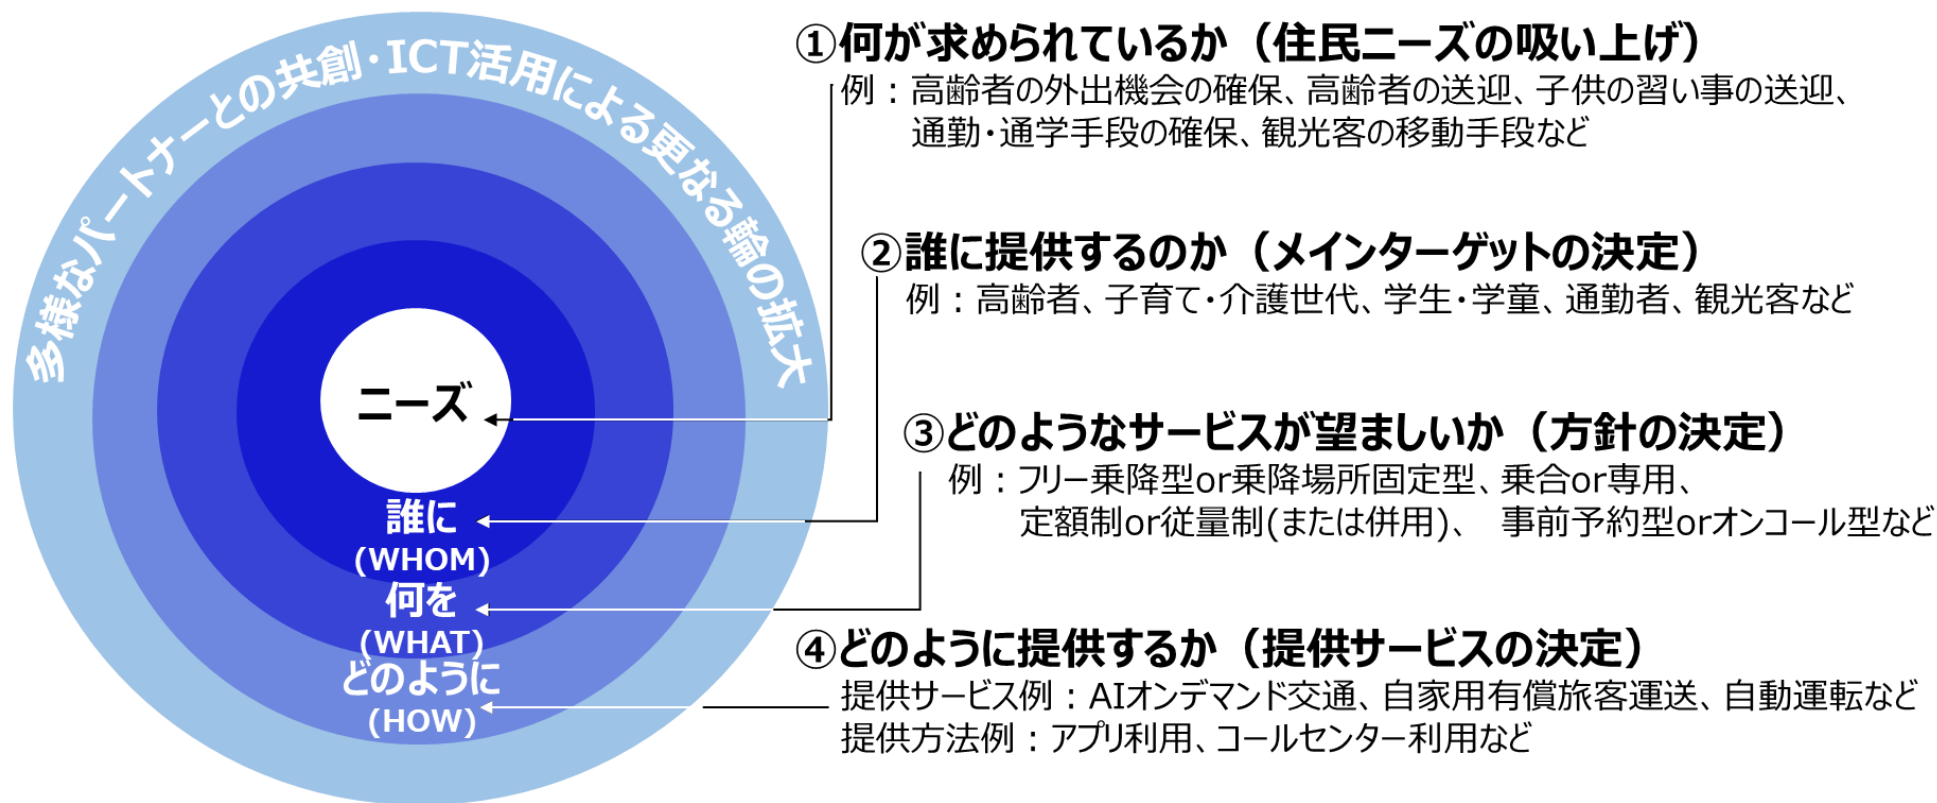 多様なパートナーとの共創・ICT活用による更なる輪の拡大
ニーズ
誰に
(WHOM)
何を
(WHAT)
どのように
(HOW)
①何が求められているか（住民ニーズの吸い上げ）
例：高齢者の外出機会の確保、高齢者の送迎、子供の習い事の送迎、
通勤・通学手段の確保、観光客の移動手段など
②誰に提供するのか（メインターゲットの決定）
例：高齢者、子育て・介護世代、学生・学童、通勤者、観光客など
③どのようなサービスが望ましいか（方針の決定）
例：フリー乗降型or乗降場所固定型、乗合or専用、
定額制or従量制(または併用)、 事前予約型orオンコール型など
④どのように提供するか（提供サービスの決定）
提供サービス例：AIオンデマンド交通、自家用有償旅客運送、自動運転など
提供方法例：アプリ利用、コールセンター利用など